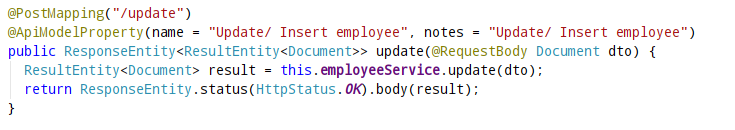 @PostMapping("/update")
@ApiModelProperty(name = "Update/ Insert employee", notes = "Update/ Insert employee")
public ResponseEntity<ResultEntity<Document>> update(@RequestBody Document dto) {
  ResultEntity<Document> result = this.employeeService.update(dto);
  return ResponseEntity.status(HttpStatus.OK).body(result);
}